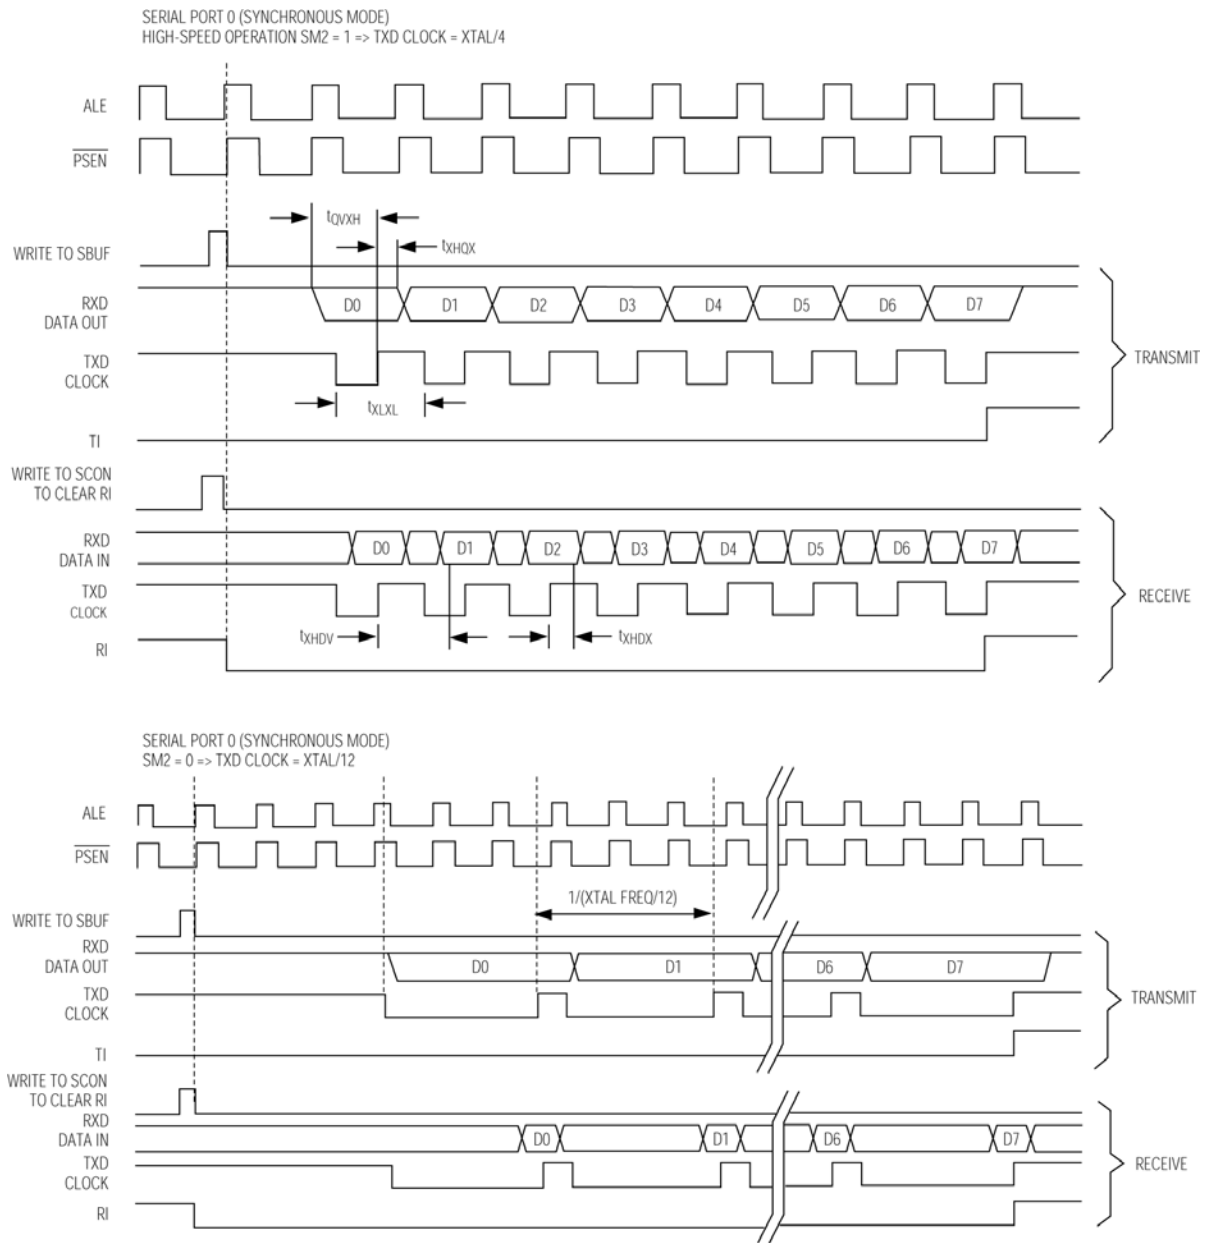 SERIAL PORT 0 (SYNCHRONOUS MODE)
HIGH-SPEED OPERATION SM2 = 1 => TXD CLOCK = XTAL/4
ALE
PSEN
tQVXH
tXHQX
WRITE TO SBUF
RXD
DATA OUT
D0 D1 D2 D3 D4 D5 D6 D7
TXD
CLOCK
TRANSMIT
tXLXL
TI
WRITE TO SCON
TO CLEAR RI
RXD
DATA IN
D0 D1 D2 D3 D4 D5 D6 D7
TXD
CLOCK
RECEIVE
tXHDV
tXHDX
RI
SERIAL PORT 0 (SYNCHRONOUS MODE)
SM2 = 0 => TXD CLOCK = XTAL/12
ALE
PSEN
1/(XTAL FREQ/12)
WRITE TO SBUF
RXD
DATA OUT
D0 D1 D6 D7
TXD
CLOCK
TRANSMIT
TI
WRITE TO SCON
TO CLEAR RI
RXD
DATA IN
D0 D1 D6 D7
TXD
CLOCK
RECEIVE
RI